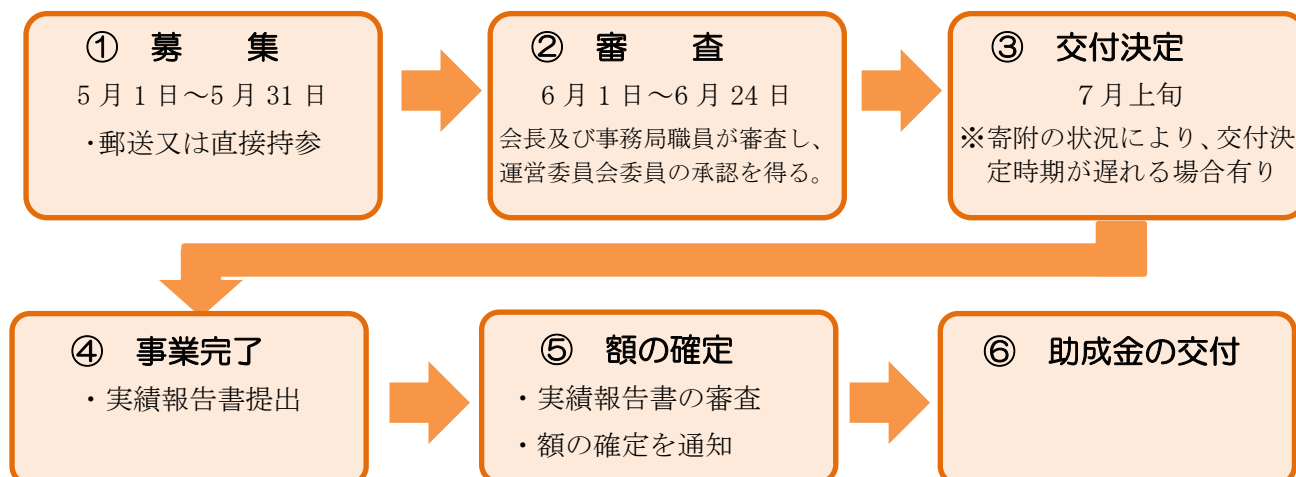 ① 募　集
5月1日～5月31日
・郵送又は直接持参
② 審　査
6月1日～6月24日
会長及び事務局職員が審査し、
運営委員会委員の承認を得る。
③ 交付決定
7月上旬
※寄附の状況により、交付決
定時期が遅れる場合有り
④ 事業完了
・実績報告書提出
⑤ 額の確定
・実績報告書の審査
・額の確定を通知
⑥ 助成金の交付